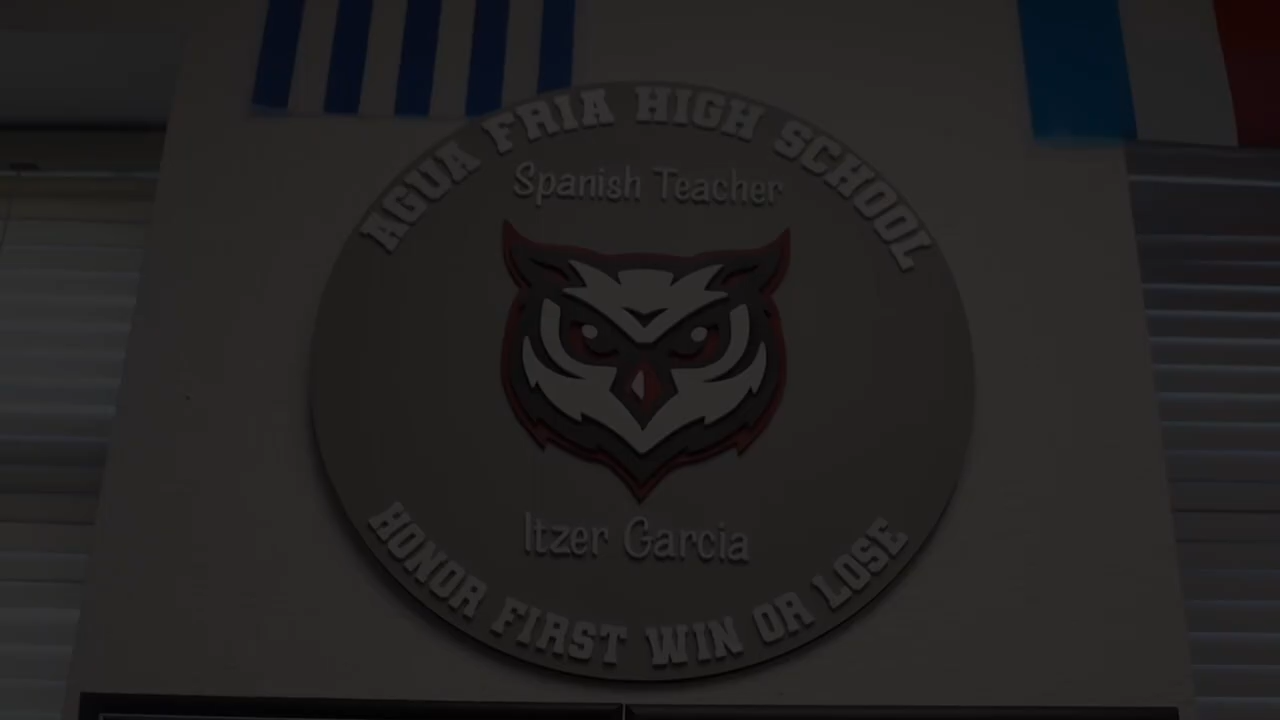 AGUA FRIA HIGH SCHOOL
Spanish Teacher
Itzer Garcia
HONOR FIRST WIN OR LOSE